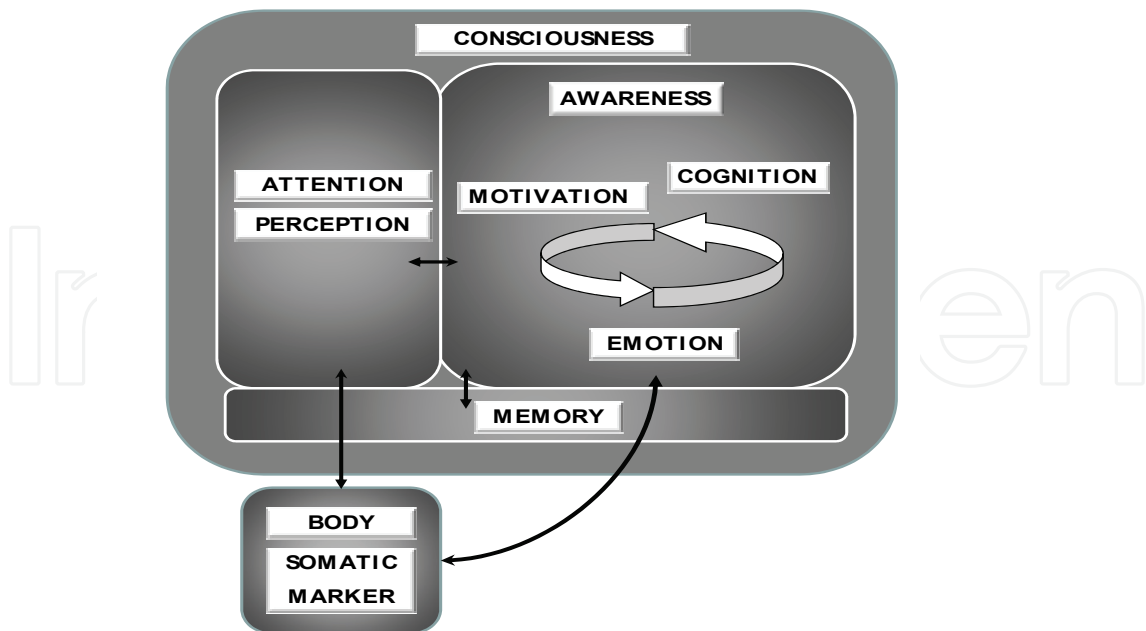 CONSCIOUSNESS
AWARENESS
ATTENTION
PERCEPTION
MOTIVATION
COGNITION
EMOTION
MEMORY
BODY
SOMATIC
MARKER